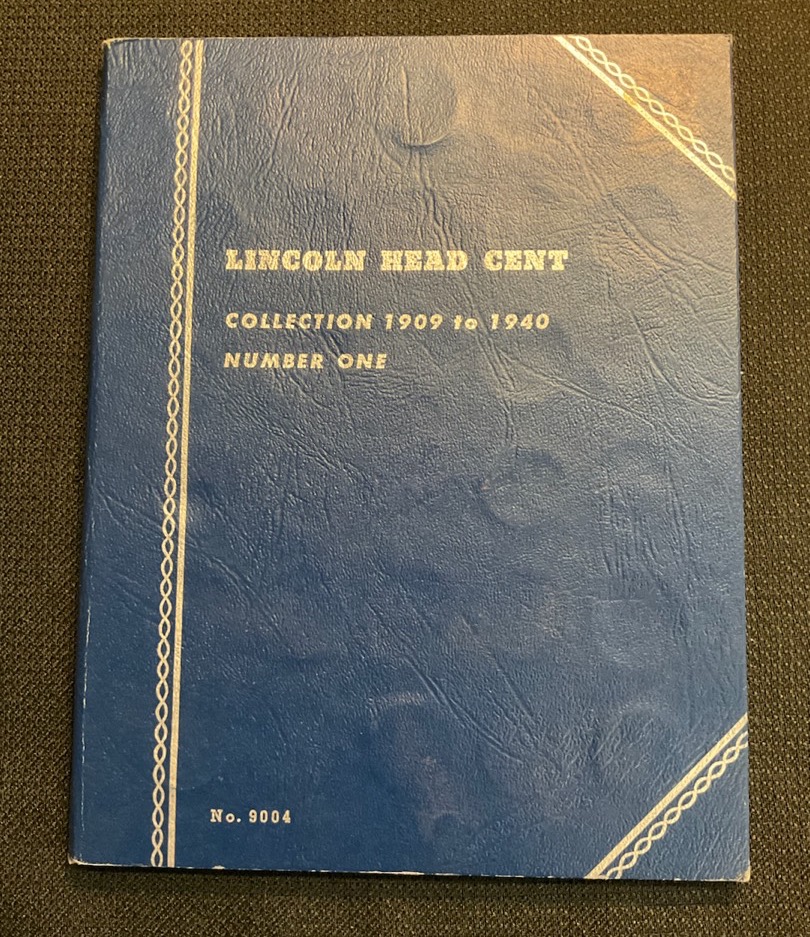 LINCOLN HEAD CENT
COLLECTION 1909 to 1940
NUMBER ONE
No. 9004